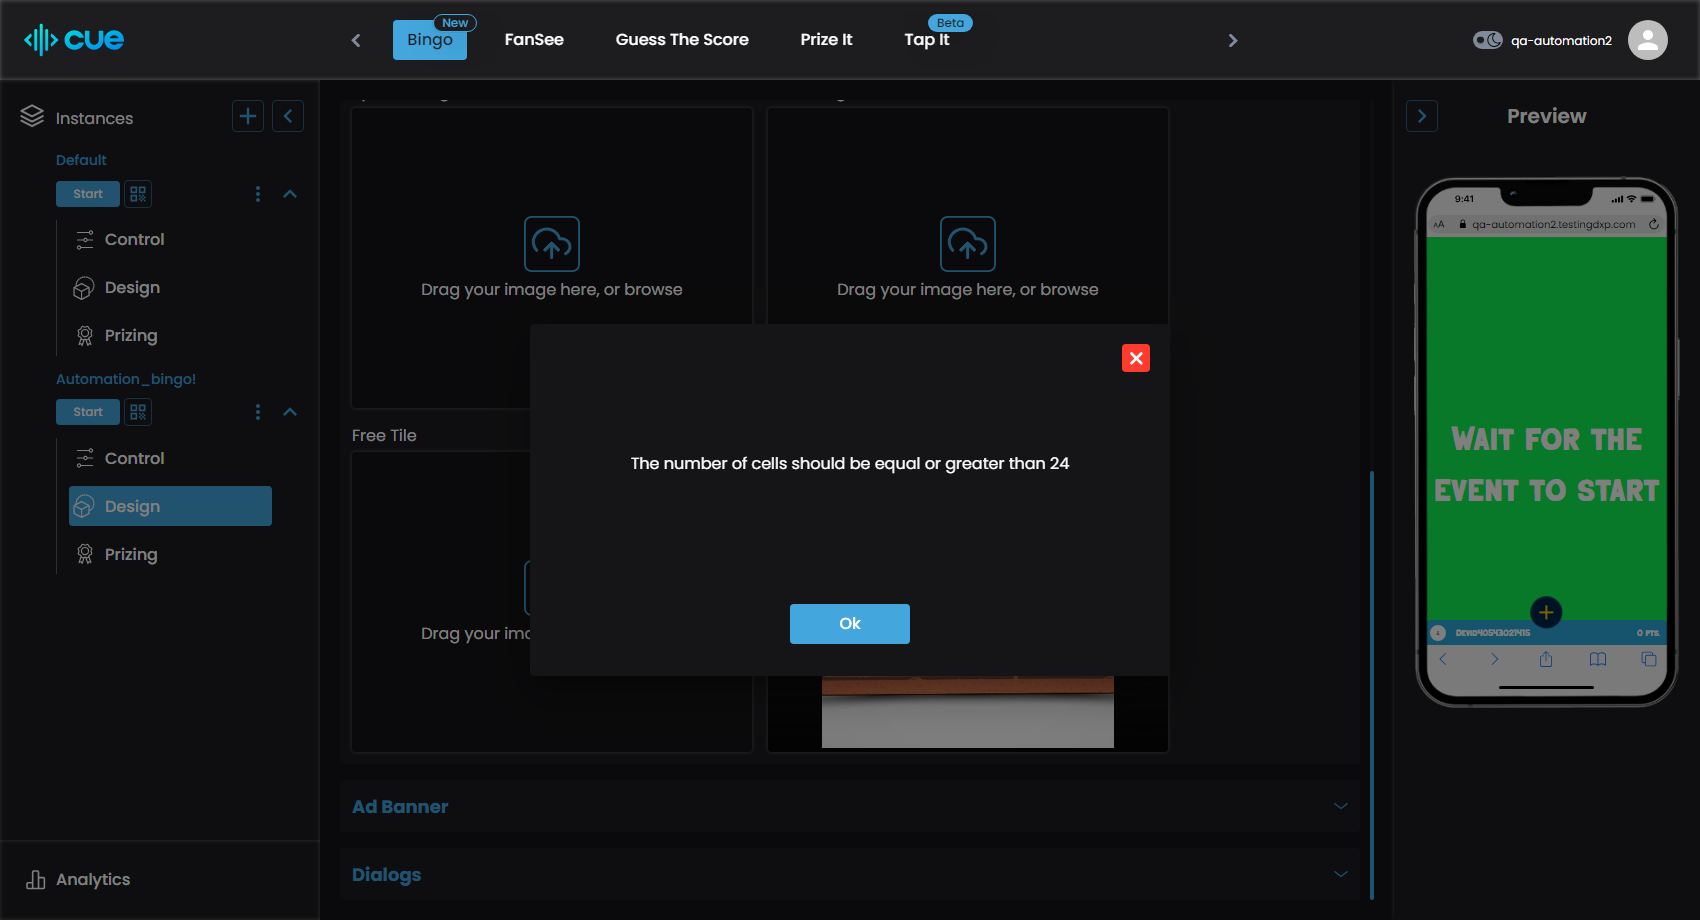 cue
Bingo
New
FanSee
Guess The Score
Prize It
Tap It
Beta
qa-automation2
Instances
Default
Start
Control
Design
Prizing
Automation_bingo!
Start
Control
Design
Prizing
Analytics
Drag your image here, or browse
Drag your image here, or browse
Free Tile
Drag your imc
The number of cells should be equal or greater than 24
Ok
Ad Banner
Dialogs
Preview
9:41
AA
qa-automation2.testingdxp.com
WAIT FOR THE
EVENT TO START
DEVID40543021415
0 PTS.